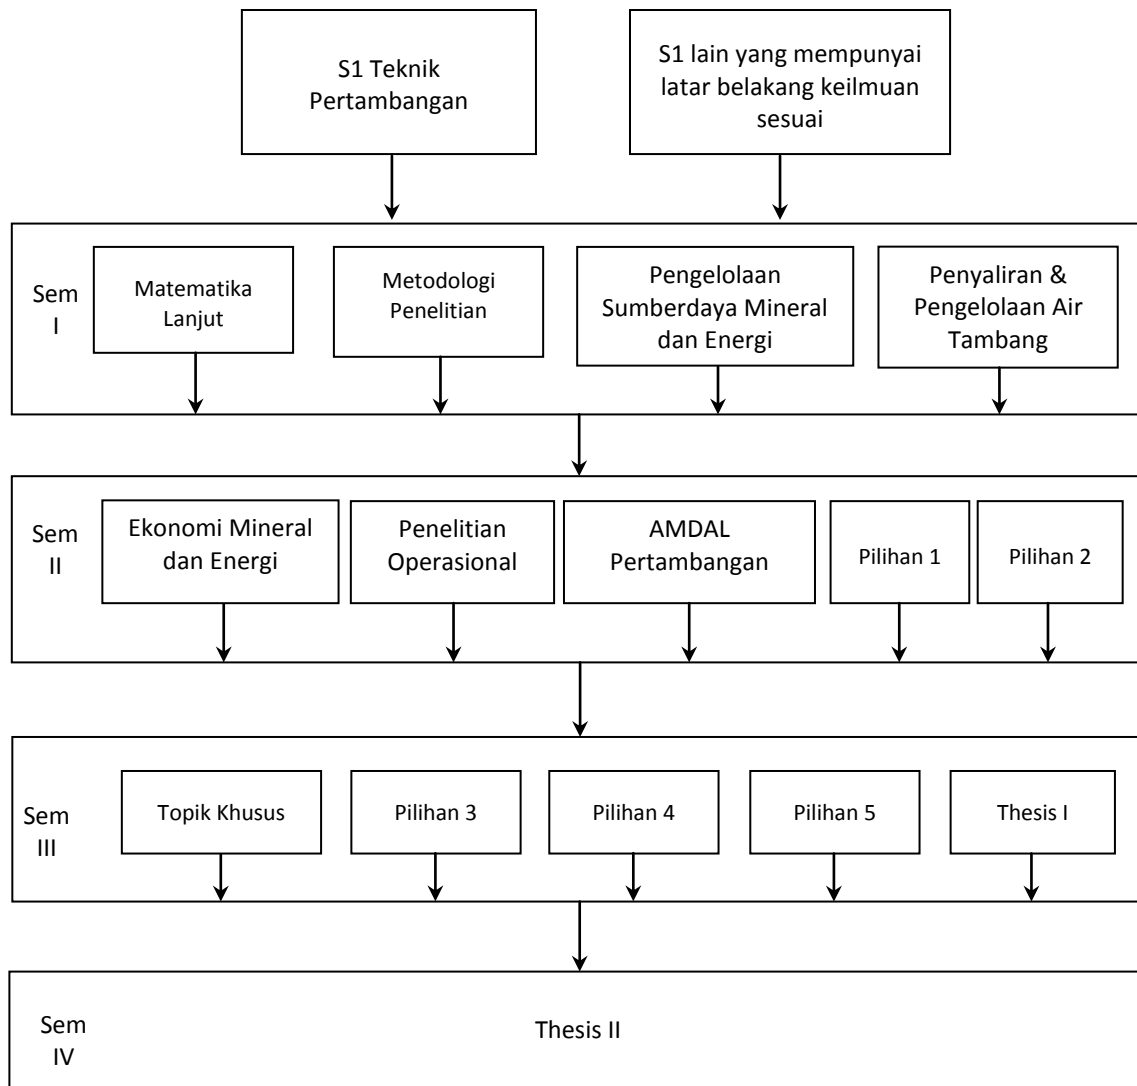 S1 Teknik
Pertambangan
S1 lain yang mempunyai
latar belakang keilmuan
sesuai
Sem
I
Matematika
Lanjut
Metodologi
Penelitian
Pengelolaan
Sumberdaya Mineral
dan Energi
Penyaliran &
Pengelolaan Air
Tambang
Sem
II
Ekonomi Mineral
dan Energi
Penelitian
Operasional
AMDAL
Pertambangan
Pilihan 1
Pilihan 2
Sem
III
Topik Khusus
Pilihan 3
Pilihan 4
Pilihan 5
Thesis I
Sem
IV
Thesis II